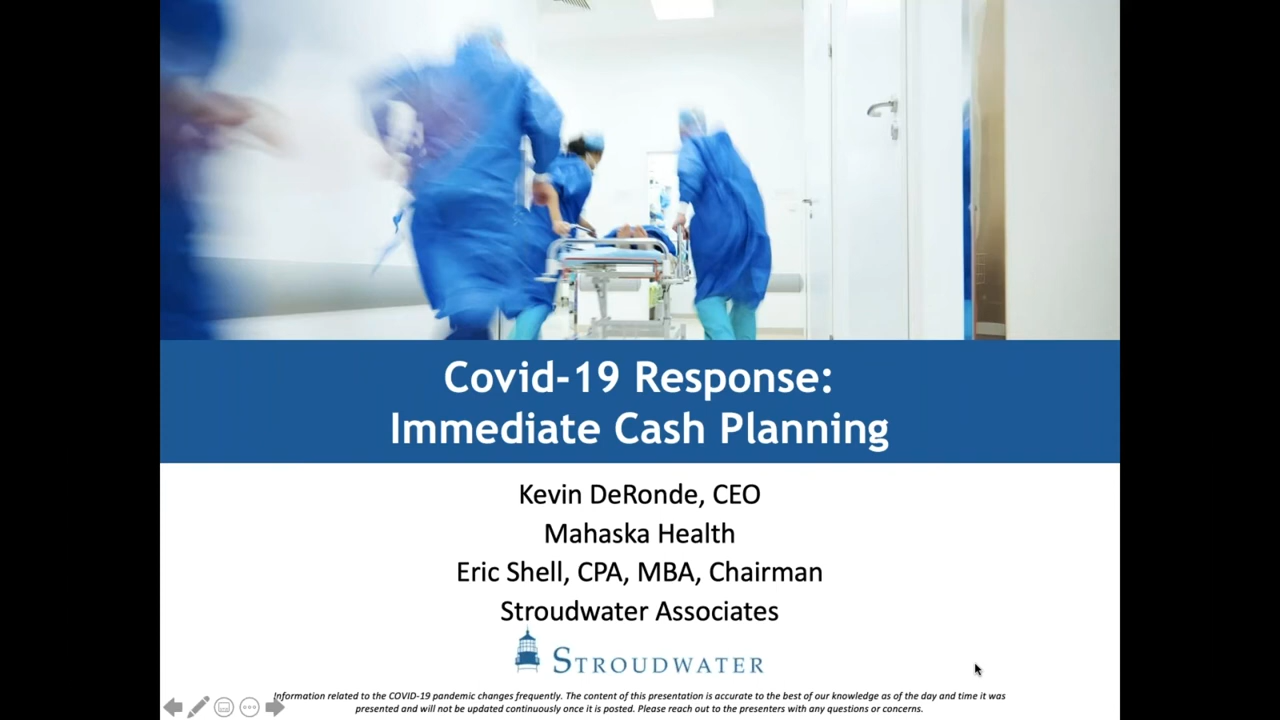 Covid-19 Response:
Immediate Cash Planning
Kevin DeRonde, CEO
Mahaska Health
Eric Shell, CPA, MBA, Chairman
Stroudwater Associates
STROUDWATER
Information related to the COVID-19 pandemic changes frequently. The content of this presentation is accurate to the best of our knowledge as of the day and time it was
presented and will not be updated continuously once it is posted. Please reach out to the presenters with any questions or concerns.